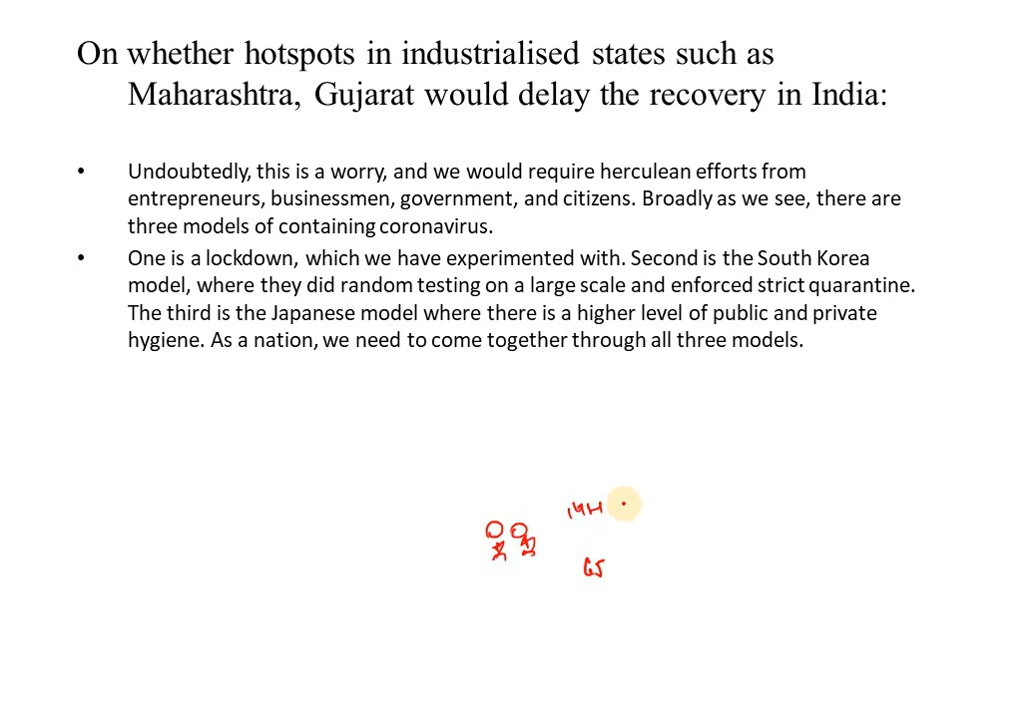 On whether hotspots in industrialised states such as
Maharashtra, Gujarat would delay the recovery in India:
• Undoubtedly, this is a worry, and we would require herculean efforts from
entrepreneurs, businessmen, government, and citizens. Broadly as we see, there are
three models of containing coronavirus.
• One is a lockdown, which we have experimented with. Second is the South Korea
model, where they did random testing on a large scale and enforced strict quarantine.
The third is the Japanese model where there is a higher level of public and private
hygiene. As a nation, we need to come together through all three models.